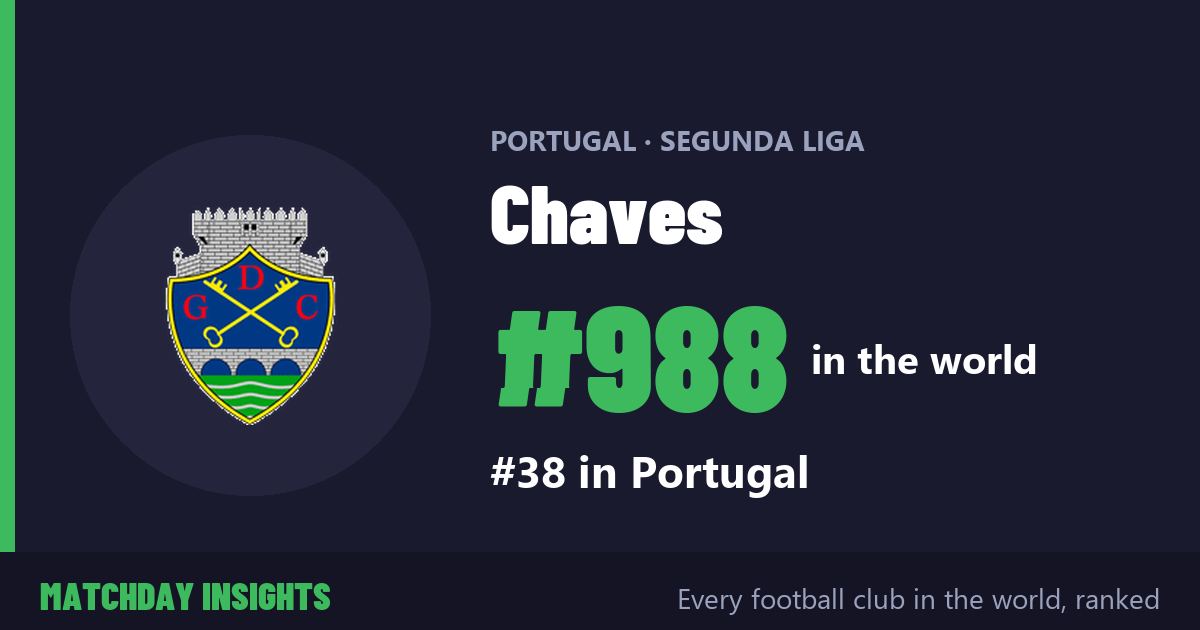 PORTUGAL · SEGUNDA LIGA
Chaves
#988 in the world
#38 in Portugal
G D C
MATCHDAY INSIGHTS
Every football club in the world, ranked